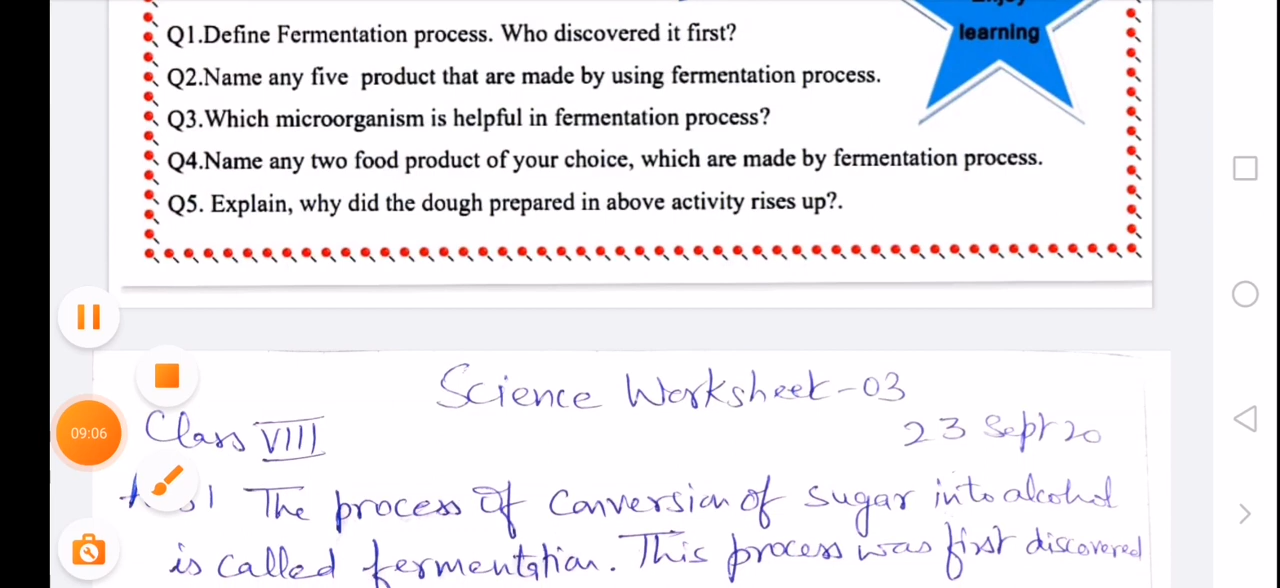 Enjoy
learning
Q1.Define Fermentation process. Who discovered it first?
Q2.Name any five product that are made by using fermentation process.
Q3.Which microorganism is helpful in fermentation process?
Q4.Name any two food product of your choice, which are made by fermentation process.
Q5. Explain, why did the dough prepared in above activity rises up?.
Science Worksheet-03
Class VIII
23 Sept 20
09:06
1 The process of conversion of sugar into alcohol
is called fermentation. This process was first discovered